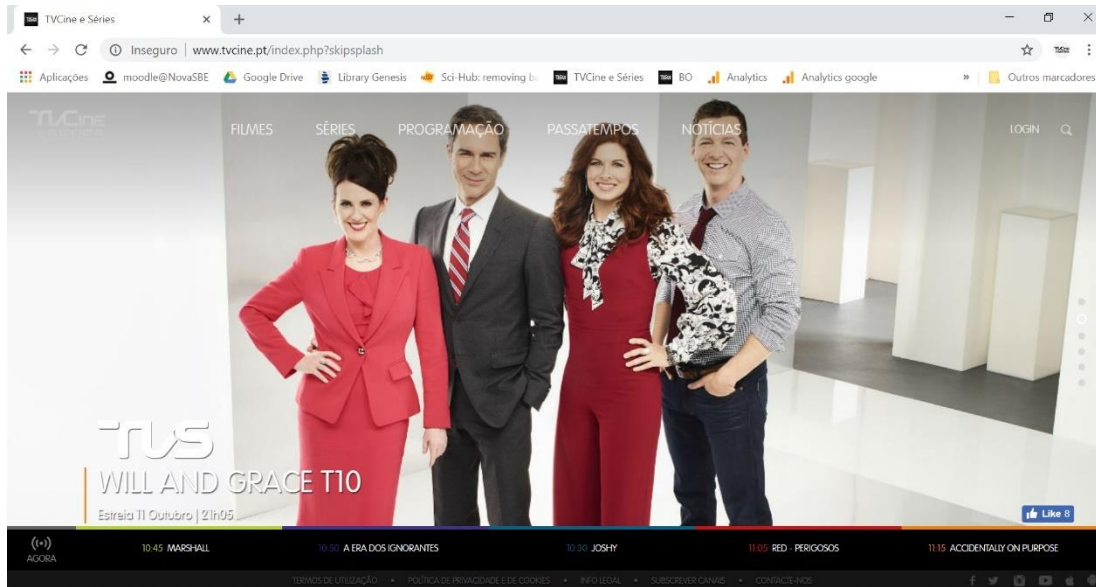 TVCine e Séries
Inseguro | www.tvcine.pt/index.php?skipsplash
Aplicações moodle@NovaSBE Google Drive Library Genesis Sci-Hub: removing b TVCine e Séries BO Analytics Analytics google » Outros marcadores
TVCine
FILMES SÉRIES PROGRAMAÇÃO PASSATEMPOS NOTÍCIAS LOGIN
TVS
WILL AND GRACE T10
Estreia 11 Outubro | 21h05
Like 8
AGORA 10:45 MARSHALL 10:50 A ERA DOS IGNORANTES 10:30 JOSHY 11:05 RED - PERIGOSOS 11:15 ACCIDENTALLY ON PURPOSE
TERMOS DE UTILIZAÇÃO • POLÍTICA DE PRIVACIDADE E DE COOKIES • INFO LEGAL • SUBSCREVER CANAIS • CONTACTE-NOS